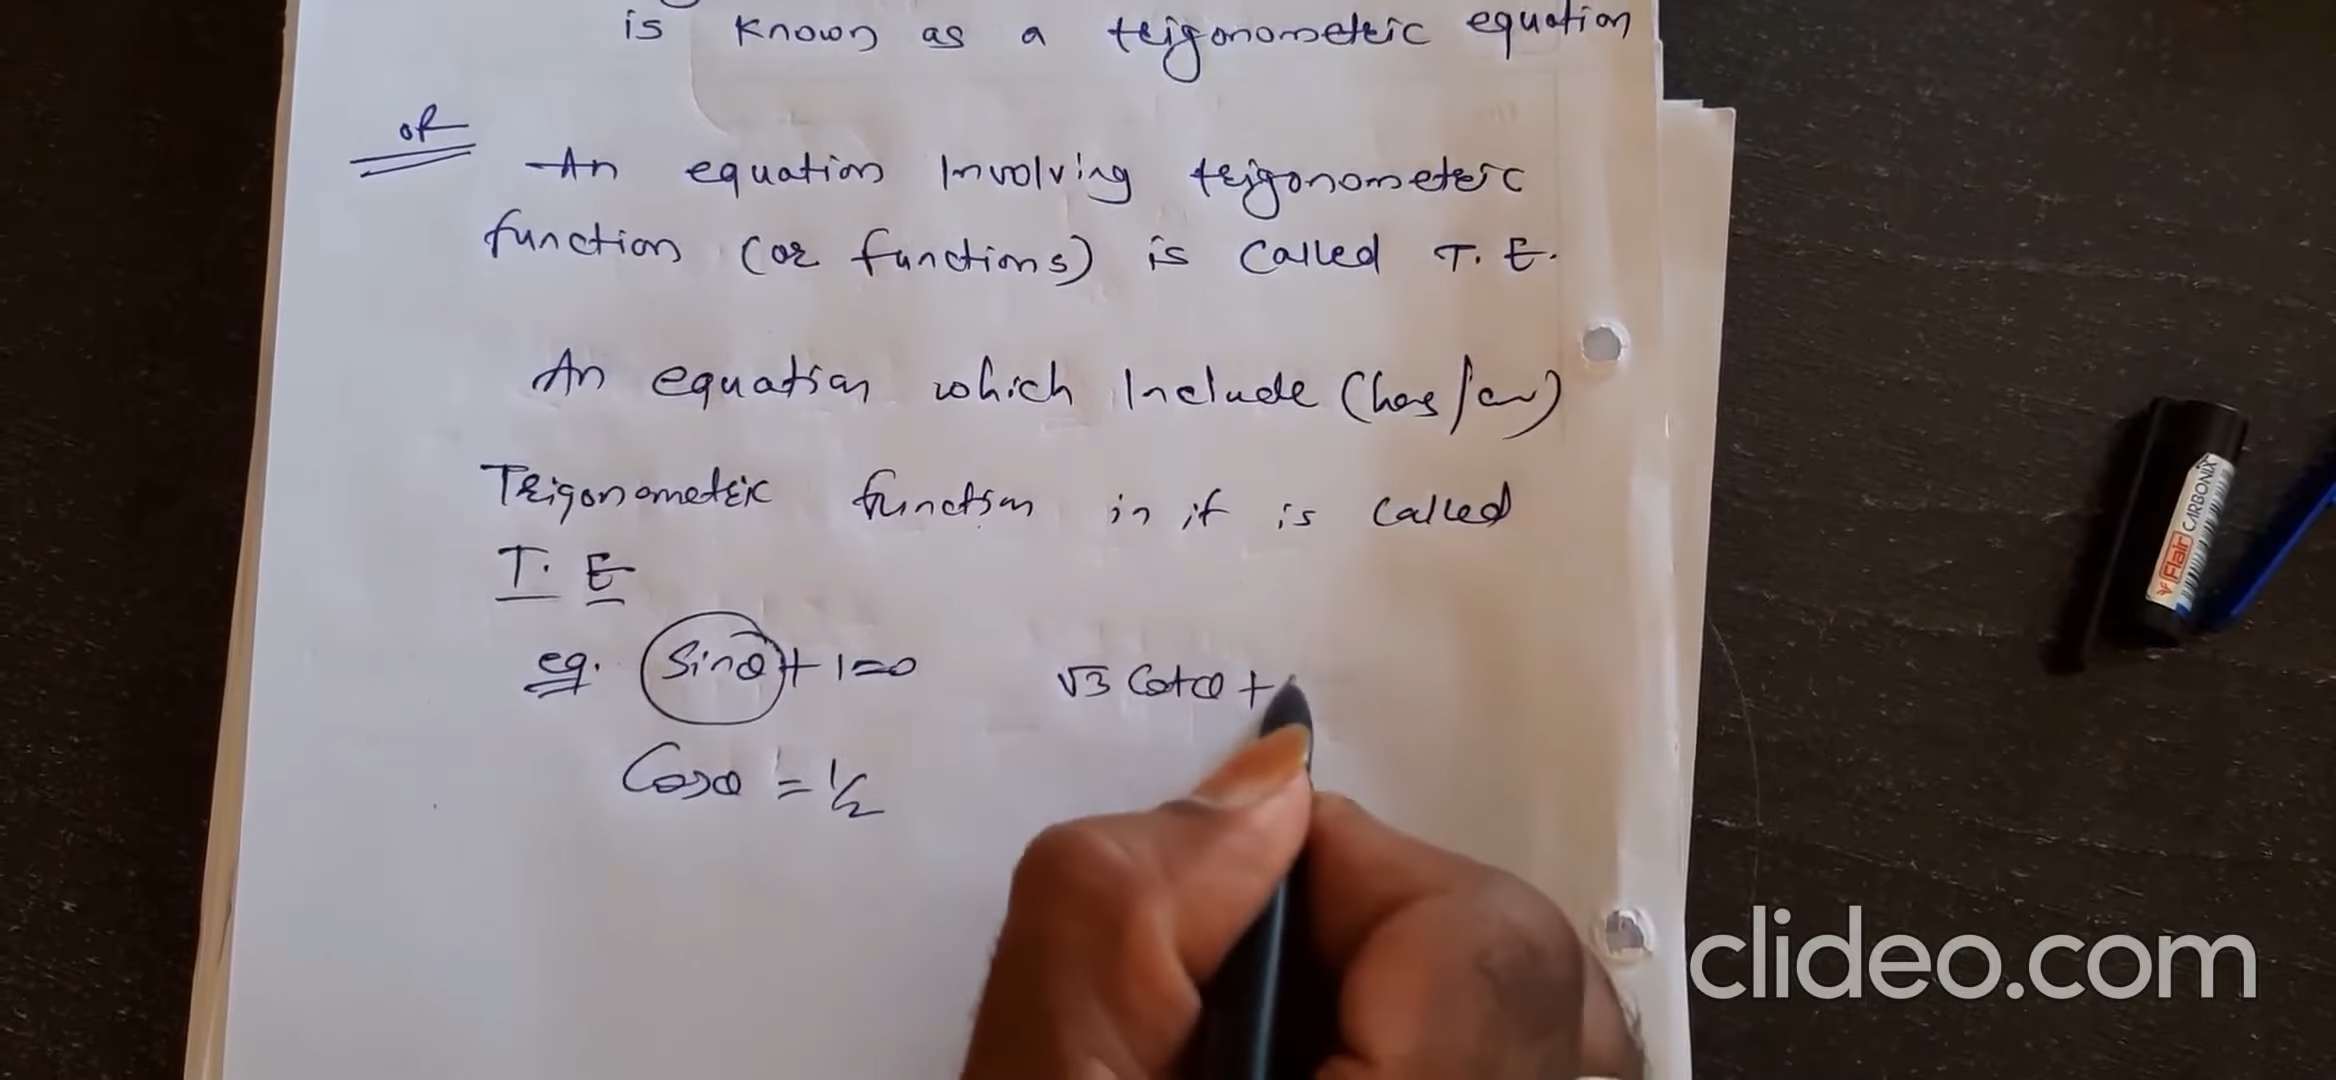 is known as a trigonometric equation
OR
An equation Involving trigonometric
function (or functions) is called T. E.
An equation which Include (has/
Trigonometric function in it is called
T. E
eg. Sinθ + 1 = 0
√3 Cotθ +
Cosθ = 1/2
Flair CARBONIX
clideo.com